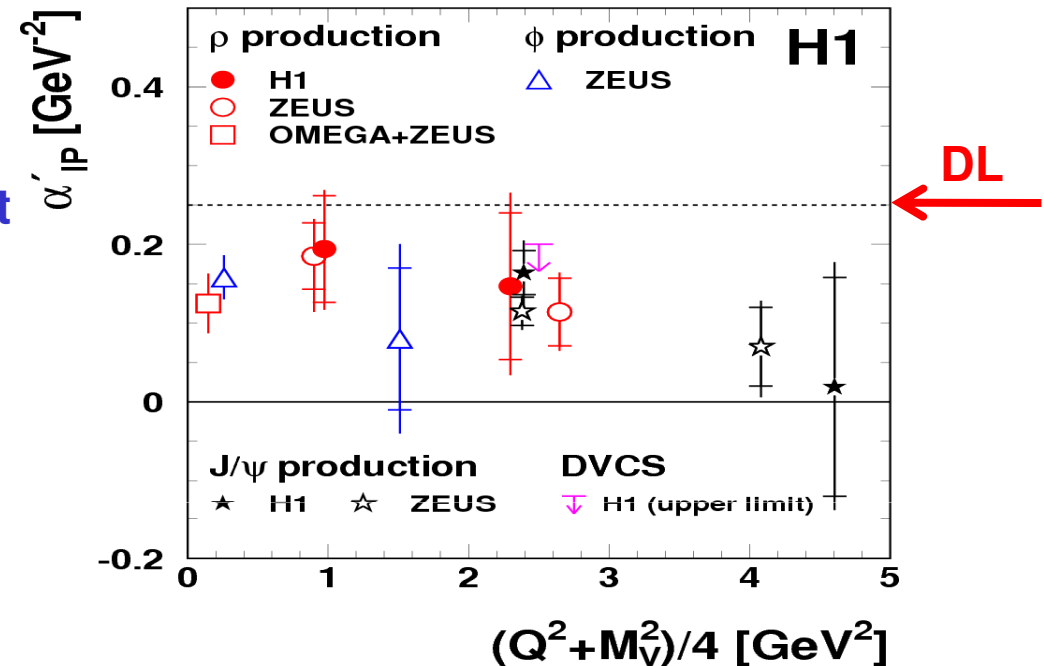 α′IP [GeV-2]
ρ production
H1
ZEUS
OMEGA+ZEUS
ϕ production
ZEUS
H1
0.4
0.2
0
-0.2
t
DL
J/ψ production
H1 ZEUS
DVCS
H1 (upper limit)
0 1 2 3 4 5
(Q2+M2V)/4 [GeV2]